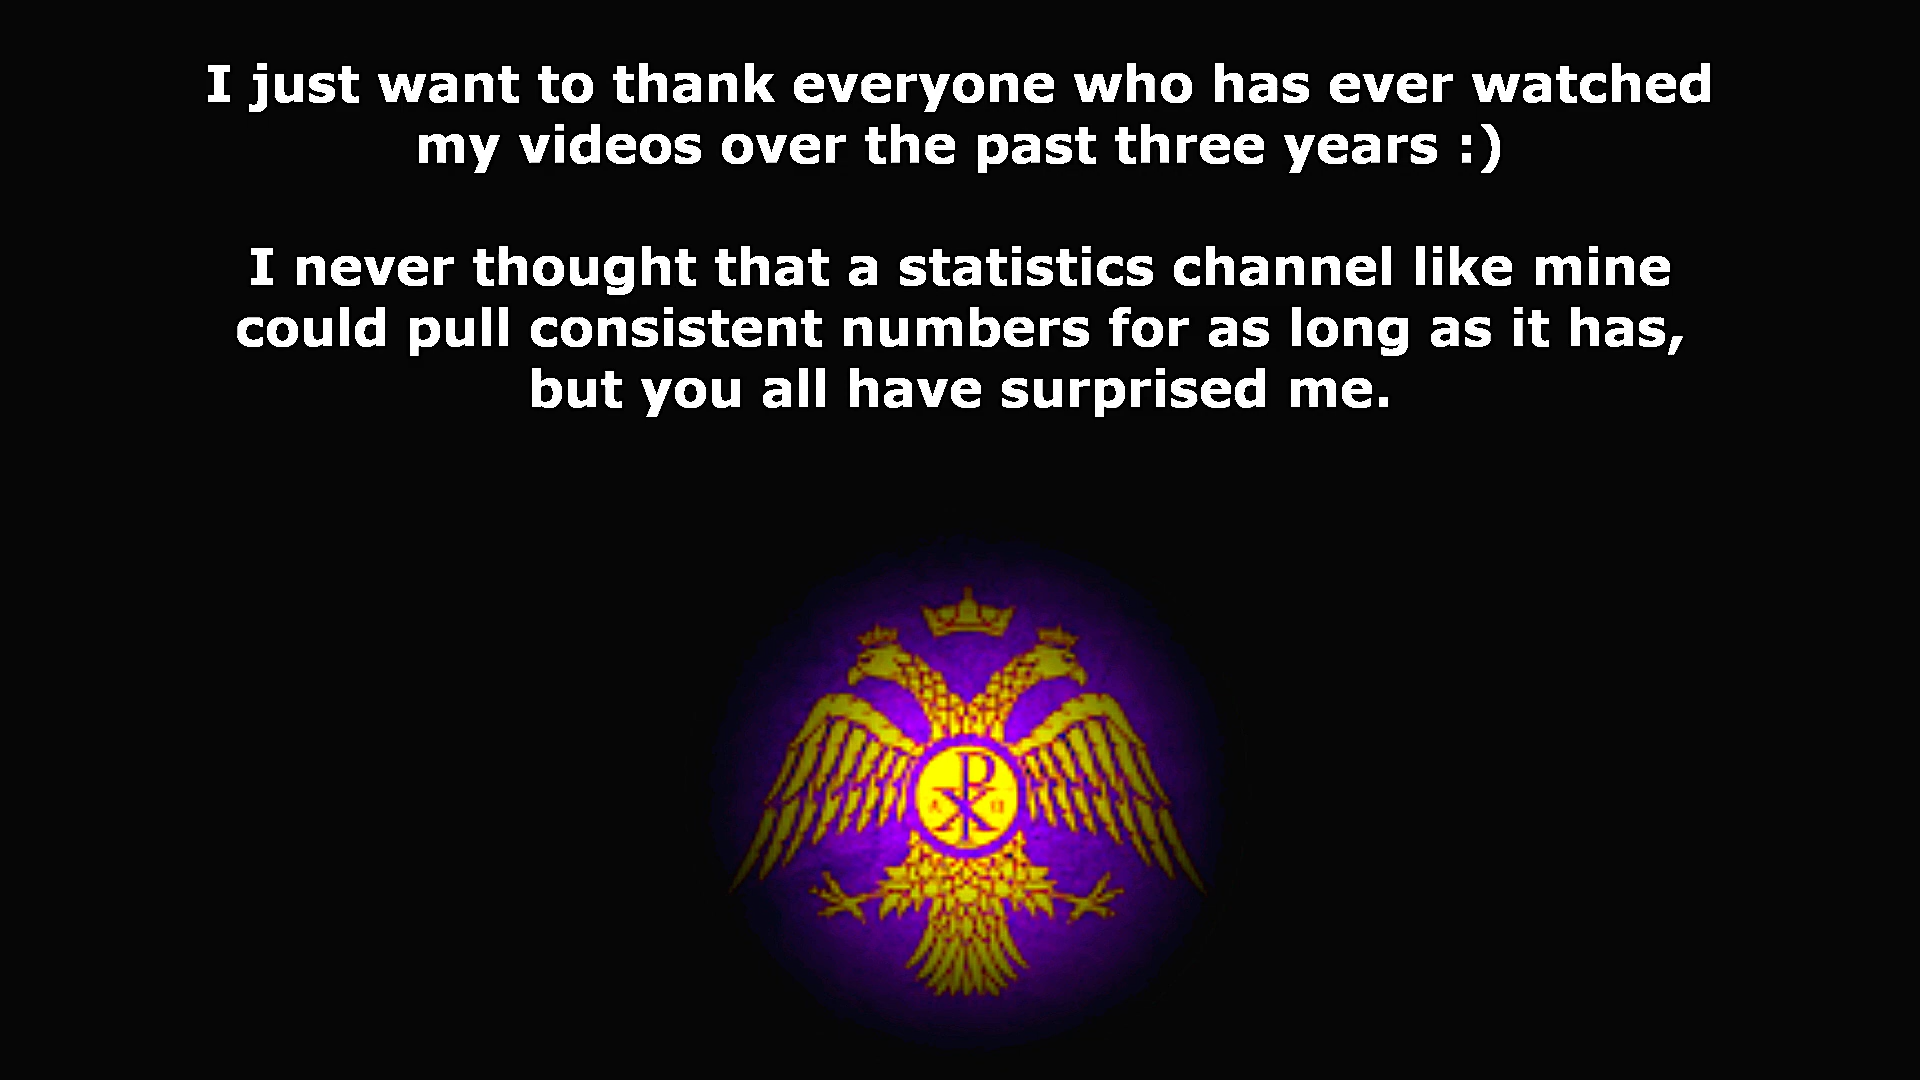 I just want to thank everyone who has ever watched
my videos over the past three years :)
I never thought that a statistics channel like mine
could pull consistent numbers for as long as it has,
but you all have surprised me.